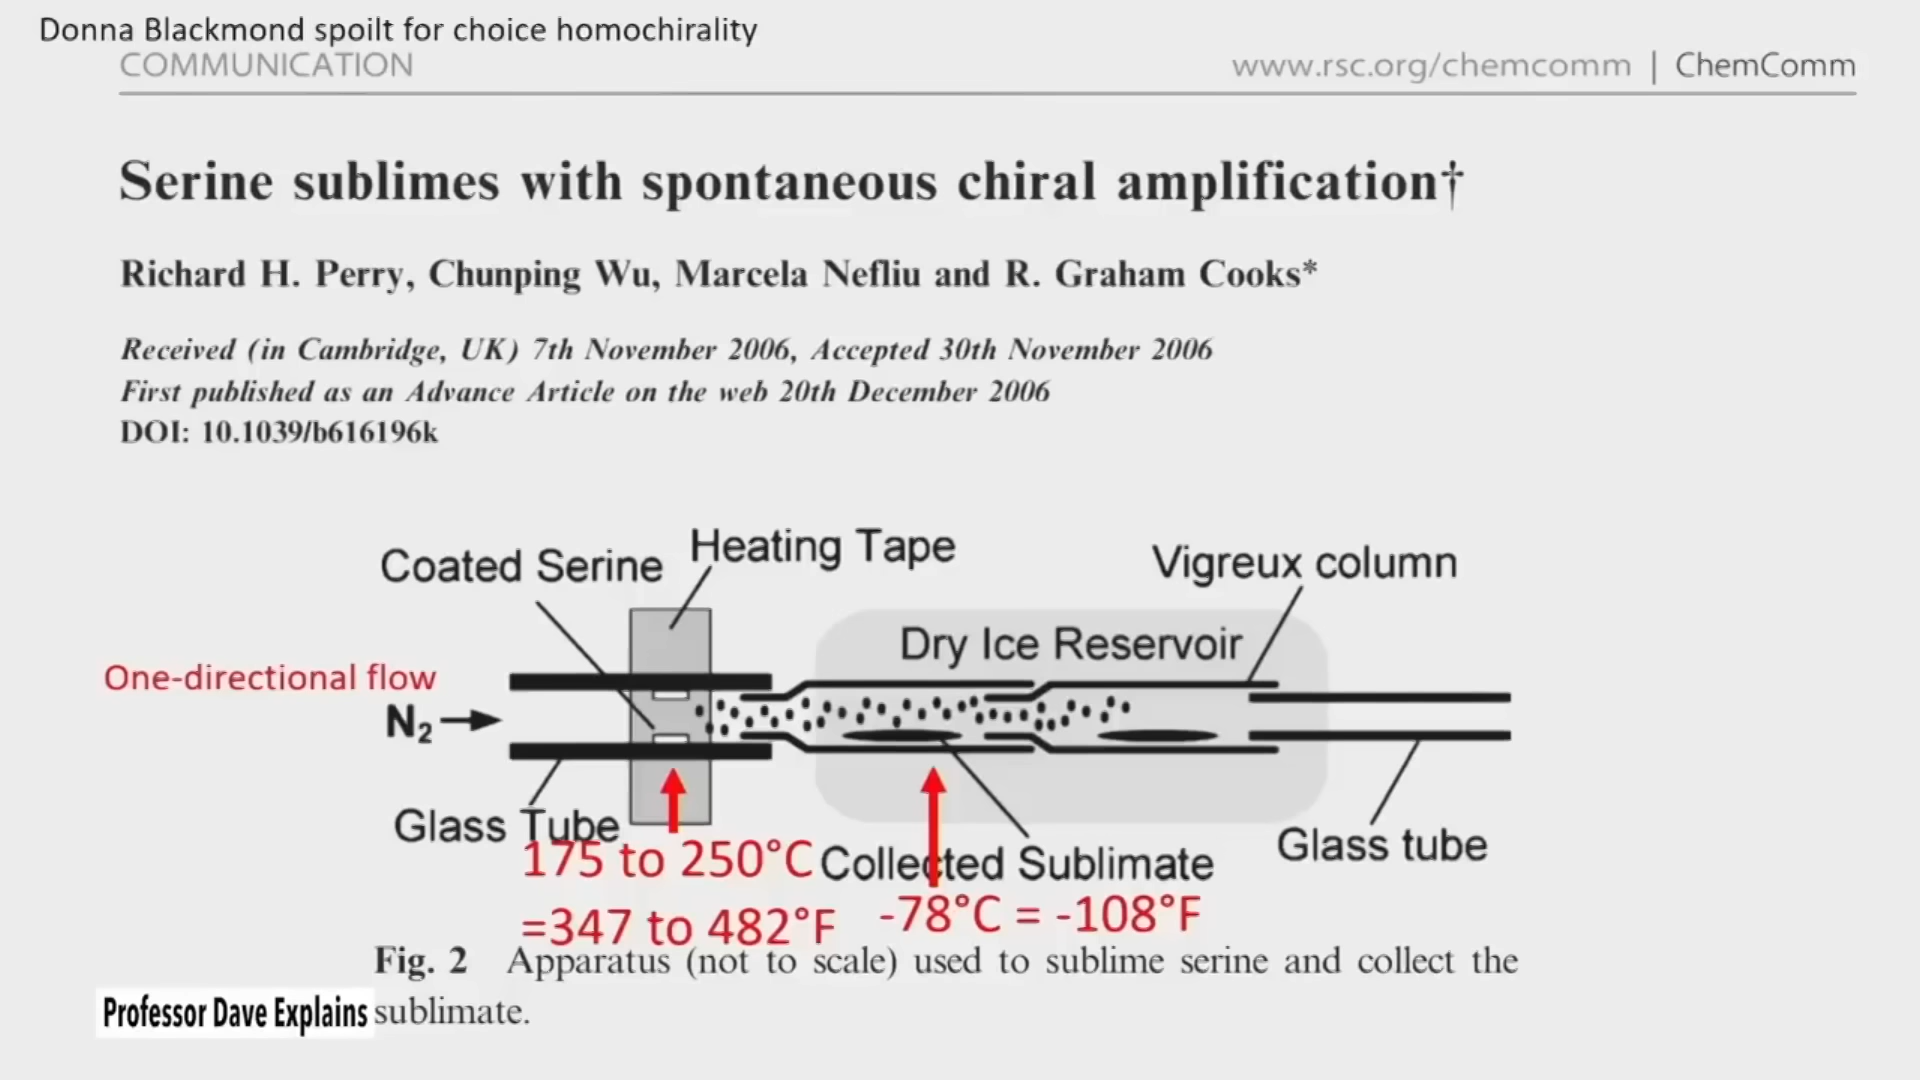 Donna Blackmond spoilt for choice homochirality
COMMUNICATION
www.rsc.org/chemcomm | ChemComm
Serine sublimes with spontaneous chiral amplification†
Richard H. Perry, Chunping Wu, Marcela Nefliu and R. Graham Cooks*
Received (in Cambridge, UK) 7th November 2006, Accepted 30th November 2006
First published as an Advance Article on the web 20th December 2006
DOI: 10.1039/b616196k
Coated Serine
Heating Tape
Vigreux column
Dry Ice Reservoir
One-directional flow
N₂
Glass Tube
Collected Sublimate
Glass tube
175 to 250°C
=347 to 482°F
-78°C = -108°F
Fig. 2 Apparatus (not to scale) used to sublime serine and collect the
sublimate.
Professor Dave Explains